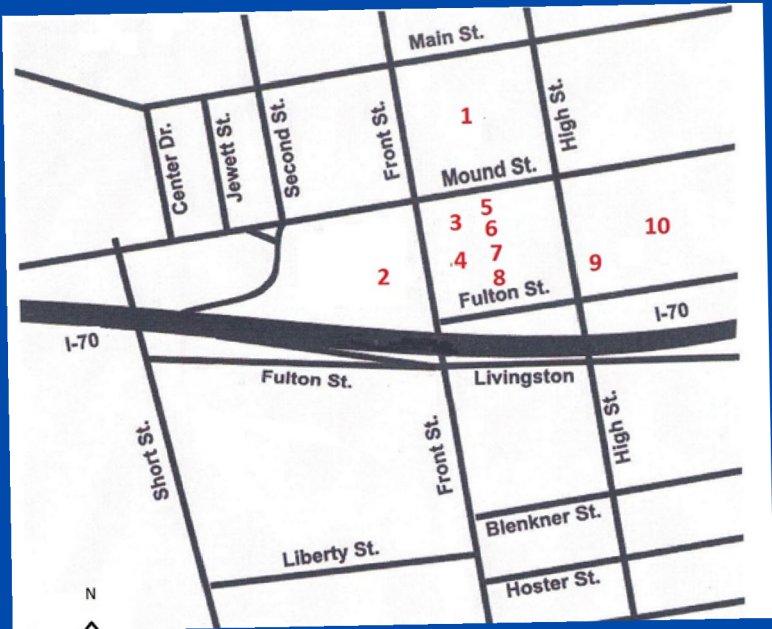 Main St.
Center Dr.
Jewett St.
Second St.
Front St.
High St.
1
Mound St.
5
3
6
10
7
4
9
2
8
Fulton St.
I-70
I-70
Fulton St.
Livingston
Short St.
Front St.
High St.
Blenkner St.
Liberty St.
Hoster St.
N